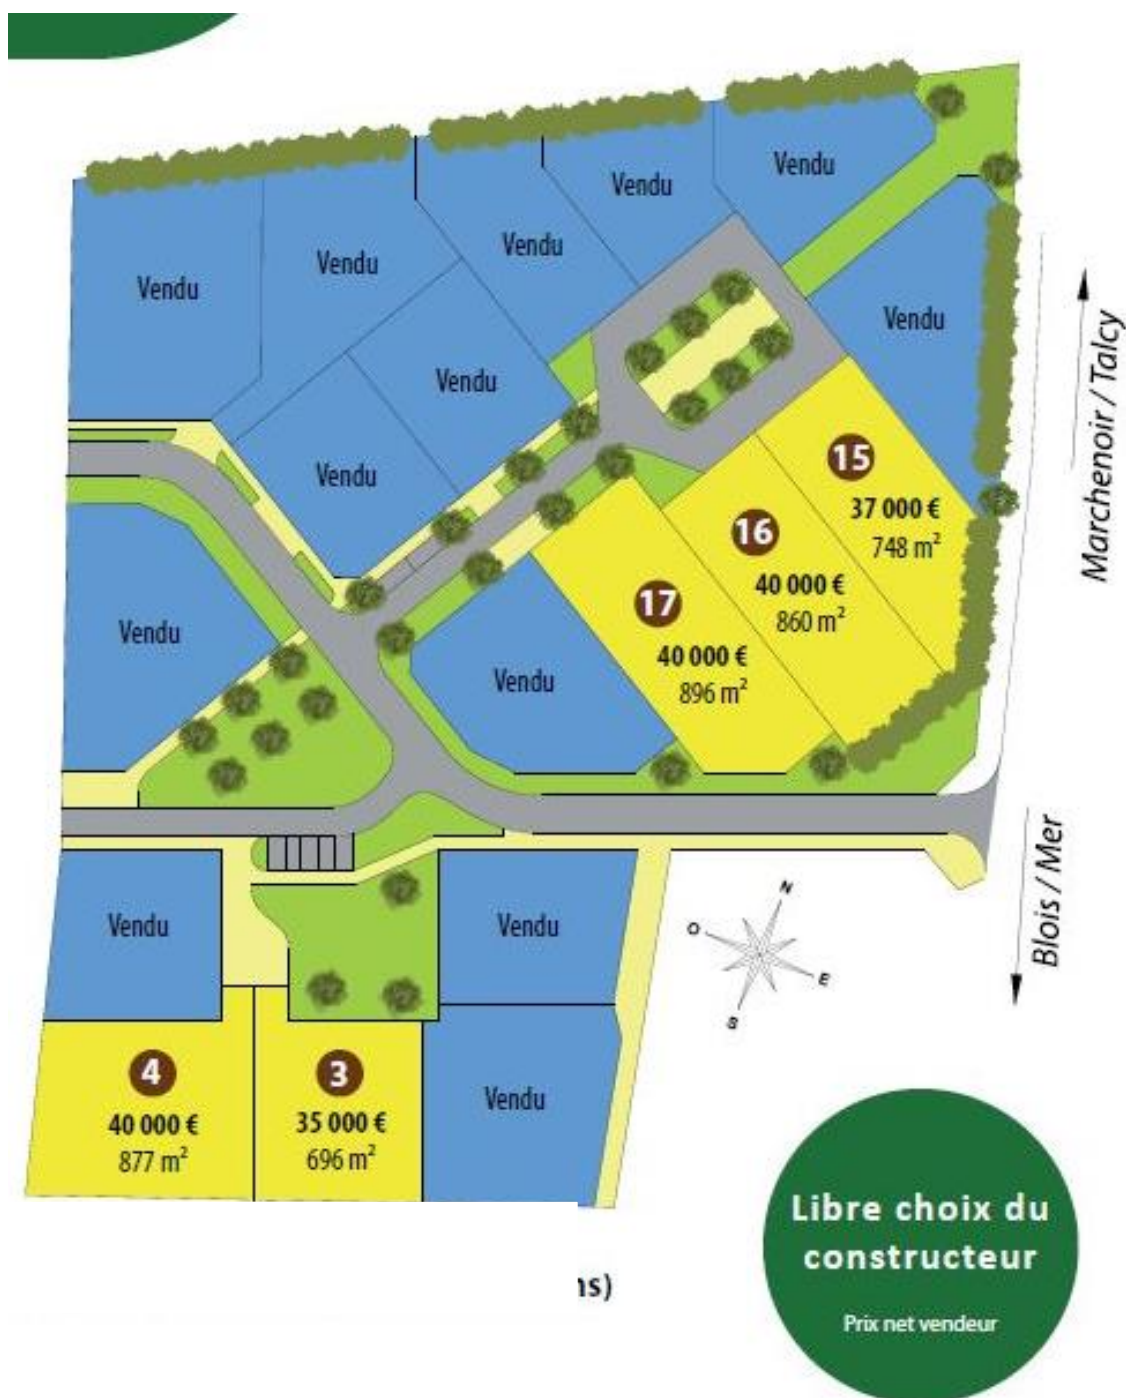 Vendu
Vendu
Vendu
Vendu
Vendu
Vendu
Vendu
Vendu
Vendu
Vendu
15
37 000 €
748 m²
16
40 000 €
860 m²
17
40 000 €
896 m²
Marchenoir / Talcy
Blois / Mer
N
O
E
S
Vendu
Vendu
Vendu
4
40 000 €
877 m²
3
35 000 €
696 m²
Libre choix du
constructeur
Prix net vendeur